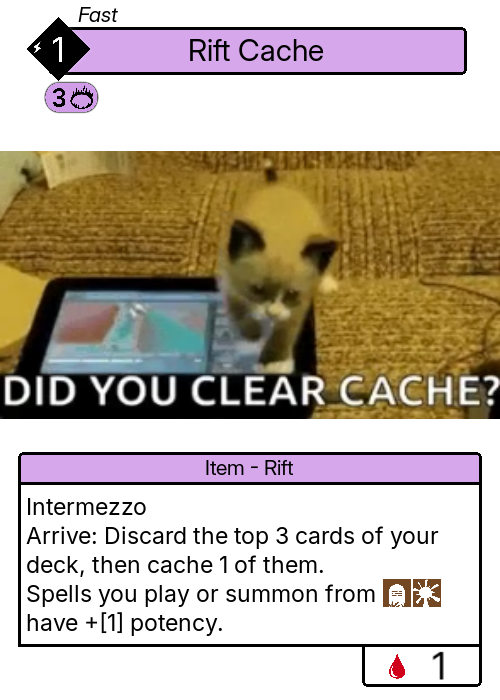 Fast
1
Rift Cache
3
DID YOU CLEAR CACHE?
Item - Rift
Intermezzo
Arrive: Discard the top 3 cards of your
deck, then cache 1 of them.
Spells you play or summon from
have +[1] potency.
1